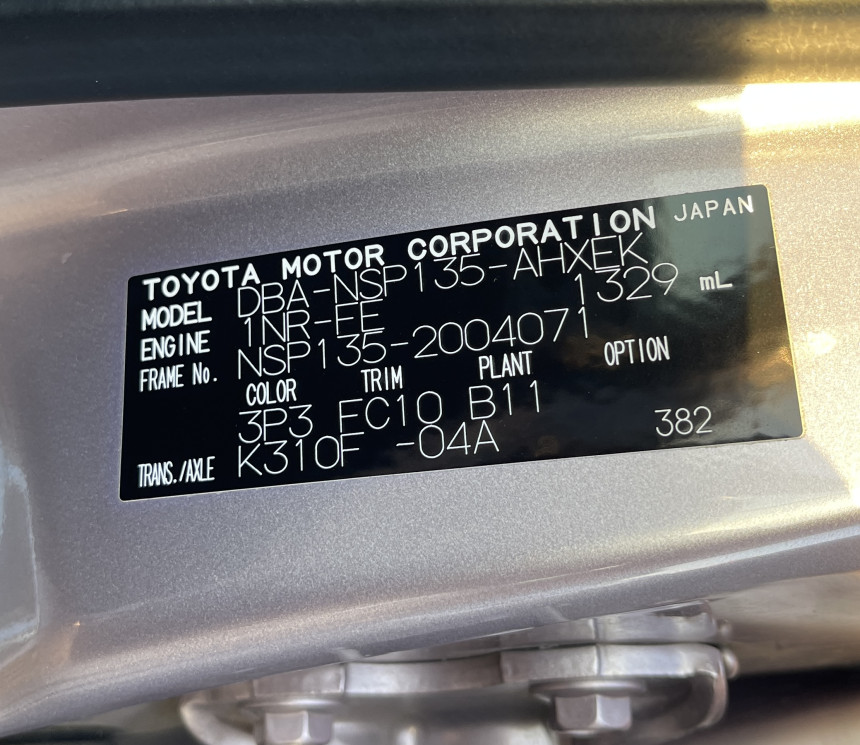 TOYOTA MOTOR CORPORATION JAPAN
MODEL DBA-NSP135-AHXEK
ENGINE 1NR-FE 1329 mL
FRAME No. NSP135-2004071
COLOR TRIM PLANT OPTION
3P3 FC10 B11
TRANS./AXLE K310F -04A 382